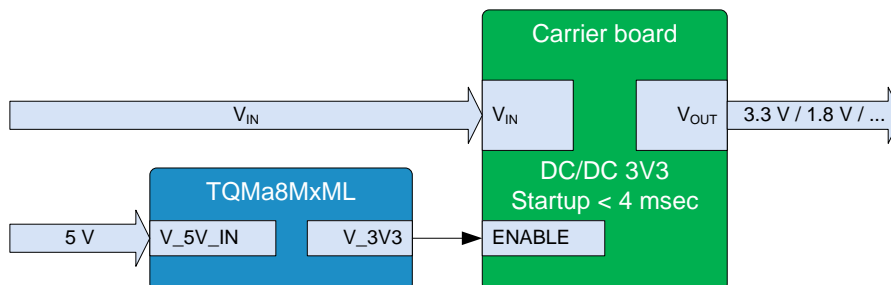 Carrier board
VIN
VIN
VOUT
3.3 V / 1.8 V / ...
DC/DC 3V3
Startup < 4 msec
TQMa8MxML
5 V
V_5V_IN
V_3V3
ENABLE